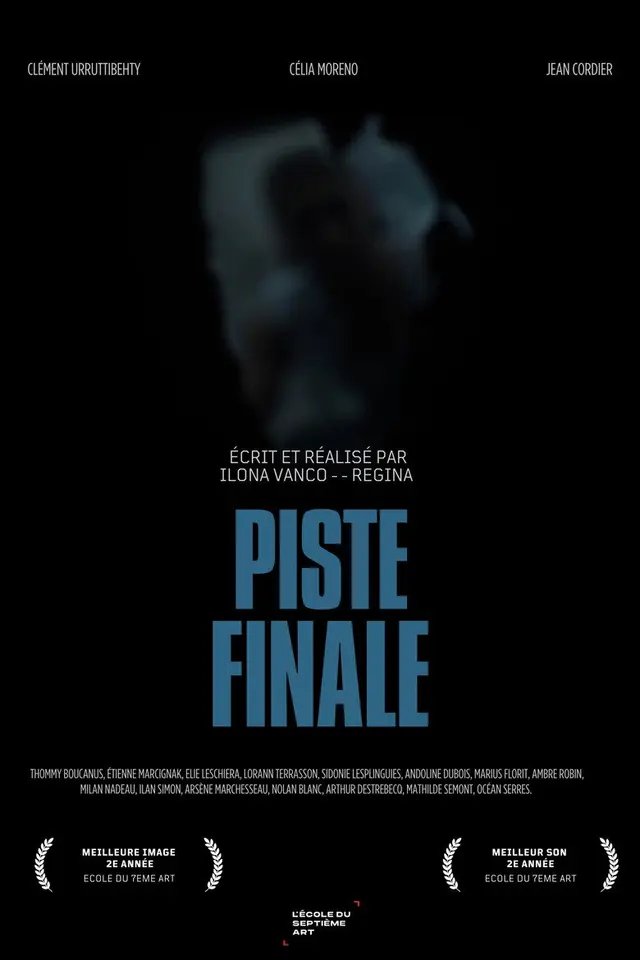 CLÉMENT URRUTTIBEHTY CÉLIA MORENO JEAN CORDIER
ÉCRIT ET RÉALISÉ PAR
ILONA VANCO -- REGINA
PISTE
FINALE
THOMMY BOUCANUS, ÉTIENNE MARCIGNAK, ELIE LESCHIERA, LORANN TERRASSON, SIDONIE LESPLINGUIES, ANDOLINE DUBOIS, MARIUS FLORIT, AMBRE ROBIN,
MILAN NADEAU, ILAN SIMON, ARSÈNE MARCHESSEAU, NOLAN BLANC, ARTHUR DESTREBECQ, MATHILDE SEMONT, OCÉAN SERRES.
MEILLEURE IMAGE
2E ANNÉE
ECOLE DU 7EME ART
MEILLEUR SON
2E ANNÉE
ECOLE DU 7EME ART
L'ÉCOLE DU
SEPTIÈME
ART